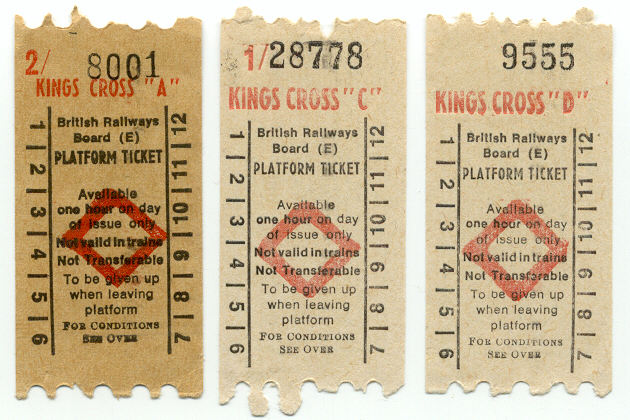 2/ 8001
KINGS CROSS "A"
British Railways
Board (E)
PLATFORM TICKET
Available
one hour on day
of issue only
Not valid in trains
Not Transferable
To be given up
when leaving
platform
FOR CONDITIONS
SEE OVER
1 | 2 | 3 | 4 | 5 | 6
7 | 8 | 9 | 10 | 11 | 12
1/ 28778
KINGS CROSS "C"
British Railways
Board (E)
PLATFORM TICKET
Available
one hour on day
of issue only
Not valid in trains
Not Transferable
To be given up
when leaving
platform
FOR CONDITIONS
SEE OVER
1 | 2 | 3 | 4 | 5 | 6
7 | 8 | 9 | 10 | 11 | 12
9555
KINGS CROSS "D"
British Railways
Board (E)
PLATFORM TICKET
Available
one hour on day
of issue only
Not valid in trains
Not Transferable
To be given up
when leaving
platform
FOR CONDITIONS
SEE OVER
1 | 2 | 3 | 4 | 5 | 6
7 | 8 | 9 | 10 | 11 | 12